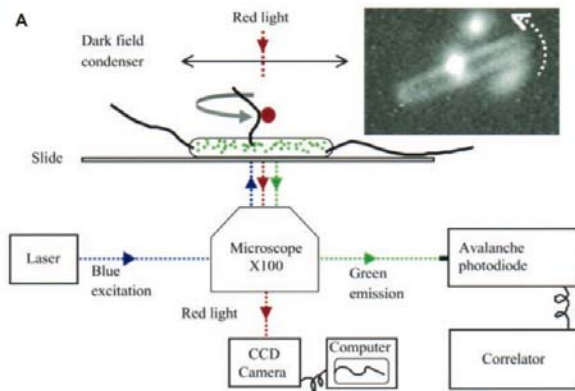 A
Red light
Dark field
condenser
Slide
Laser
Blue
excitation
Microscope
X100
Green
emission
Avalanche
photodiode
Red light
CCD
Camera
Computer
Correlator